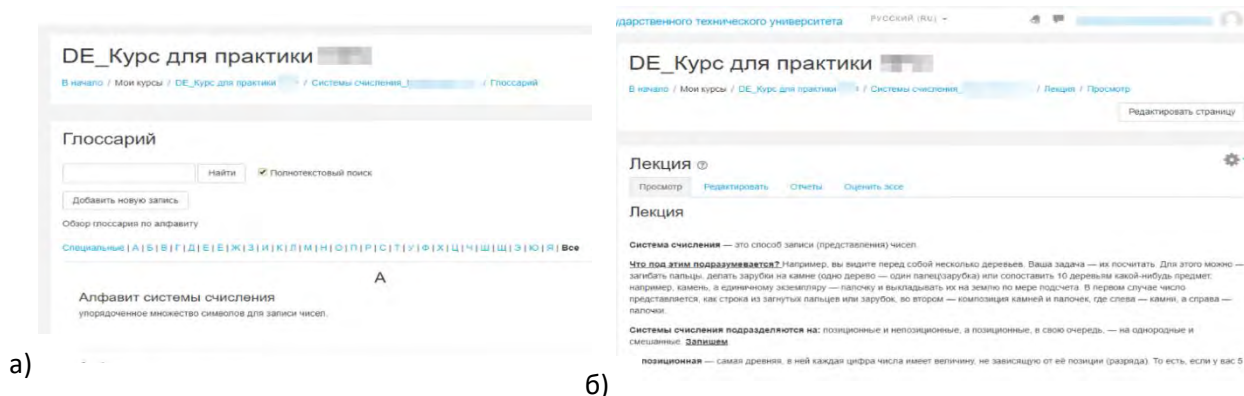 DE_Курс для практики
В начало / Мои курсы / DE_Курс для практики / Системы счисления_ / Глоссарий
Глоссарий
Найти Полнотекстовый поиск
Добавить новую запись
Обзор глоссария по алфавиту
Специальные | А | Б | В | Г | Д | Е | Ё | Ж | З | И | К | Л | М | Н | О | П | Р | С | Т | У | Ф | Х | Ц | Ч | Ш | Щ | Э | Ю | Я | Все
А
Алфавит системы счисления
упорядоченное множество символов для записи чисел.
а)
ударственного технического университета РУССКИЙ (RU)
DE_Курс для практики
В начало / Мои курсы / DE_Курс для практики / Системы счисления_ / Лекция / Просмотр
Редактировать страницу
Лекция
Просмотр Редактировать Отчеты Оценить эссе
Лекция
Система счисления — это способ записи (представления) чисел.
Что под этим подразумевается? Например, вы видите перед собой несколько деревьев. Ваша задача — их посчитать. Для этого можно —
загибать пальцы, делать зарубки на камне (одно дерево — один палец/зарубка) или сопоставить 10 деревьям какой-нибудь предмет,
например, камень, а единичному экземпляру — палочку и выкладывать их на землю по мере подсчета. В первом случае число
представляется, как строка из загнутых пальцев или зарубок, во втором — композиция камней и палочек, где слева — камни, а справа —
палочки.
Системы счисления подразделяются на: позиционные и непозиционные, а позиционные, в свою очередь, — на однородные и
смешанные. Запишем
позиционная — самая древняя, в ней каждая цифра числа имеет величину, не зависящую от её позиции (разряда). То есть, если у вас 5
б)